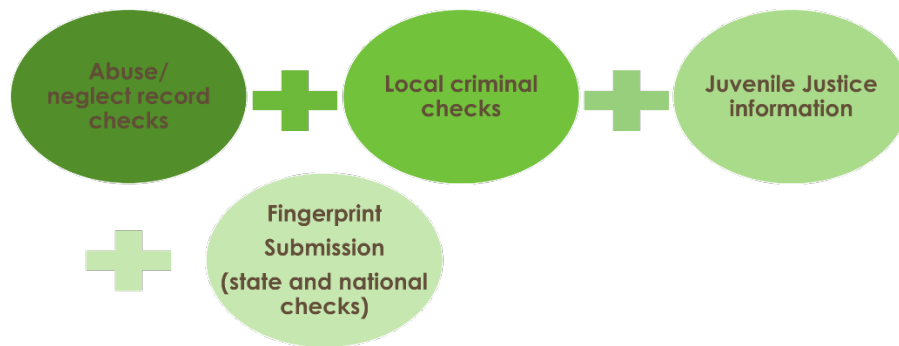 Abuse/
neglect record
checks
Local criminal
checks
Juvenile Justice
information
Fingerprint
Submission
(state and national
checks)